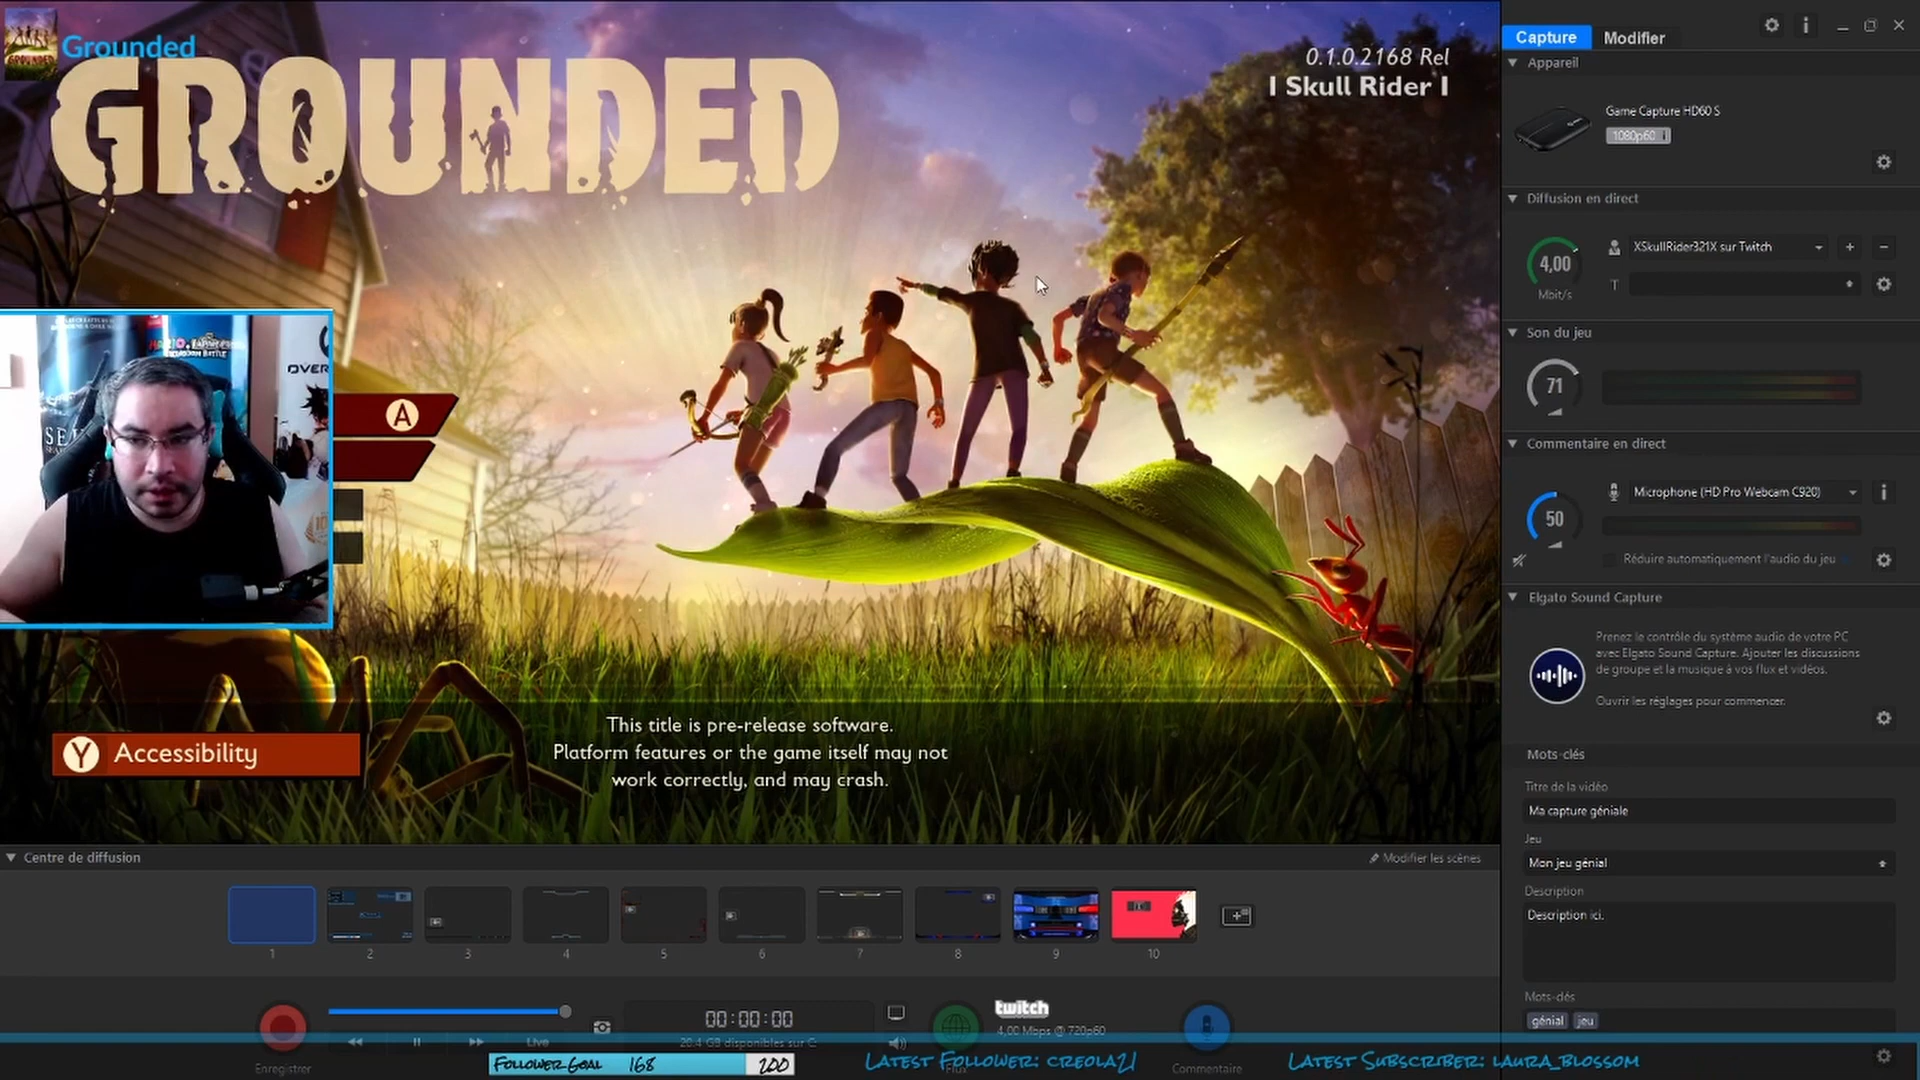 Grounded
GROUNDED
0.1.0.2168 Rel
I Skull Rider I
OVER
A
Y Accessibility
This title is pre-release software.
Platform features or the game itself may not
work correctly, and may crash.
Capture Modifier
Appareil
Game Capture HD60 S
1080p60
Diffusion en direct
4,00
Mbit/s
XSkullRider321X sur Twitch
T
Son du jeu
71
Commentaire en direct
50
Microphone (HD Pro Webcam C920)
Réduire automatiquement l'audio du jeu
Elgato Sound Capture
Prenez le contrôle du système audio de votre PC
avec Elgato Sound Capture. Ajouter les discussions
de groupe et la musique à vos flux et vidéos.
Ouvrir les réglages pour commencer.
Mots-clés
Titre de la vidéo
Ma capture géniale
Jeu
Mon jeu génial
Description
Description ici.
Mots-clés
génial jeu
Centre de diffusion
Modifier les scènes
1 2 3 4 5 6 7 8 9 10
Enregistrer
Live
00:00:00
20.4 GB disponibles sur C:
twitch
4,00 Mbps @ 720p60
Flux
Commentaire
Follower Goal 168 200
Latest Follower: creola21
Latest Subscriber: laura_blossom